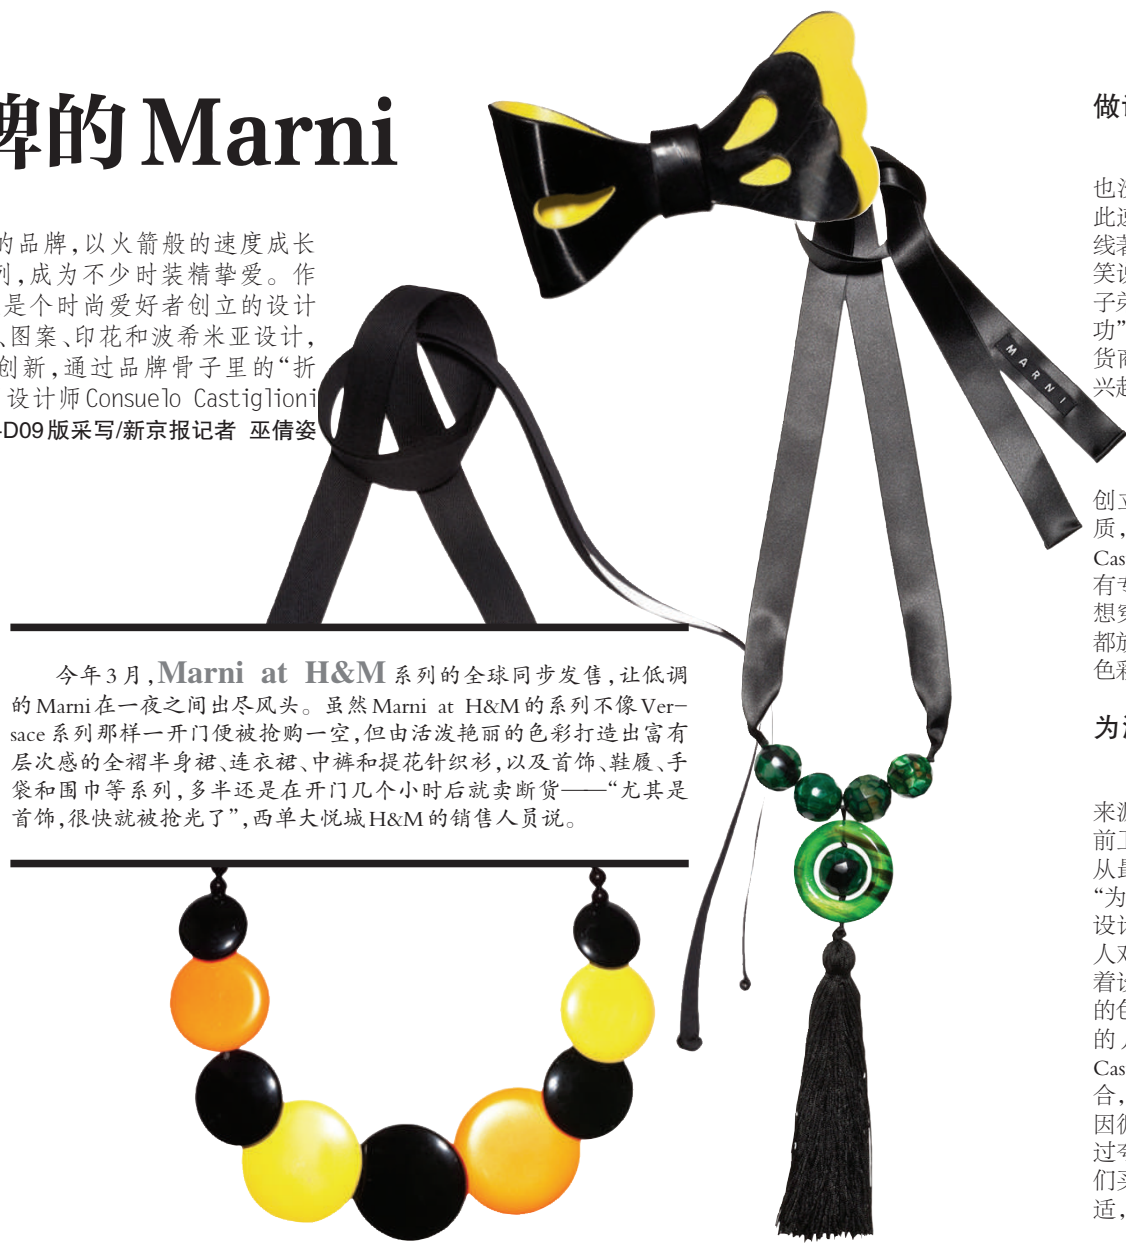 牌的Marni
的品牌，以火箭般的速度成长
列，成为不少时装精挚爱。作
是个时尚爱好者创立的设计
、图案、印花和波希米亚设计，
创新，通过品牌骨子里的“折
设计师Consuelo Castiglioni
-D09版采写/新京报记者 巫倩姿
MARNI
今年3月，Marni at H&M系列的全球同步发售，让低调
的Marni在一夜之间出尽风头。虽然Marni at H&M的系列不像Ver-
sace系列那样一开门便被抢购一空，但由活泼艳丽的色彩打造出富有
层次感的全褶半身裙、连衣裙、中裤和提花针织衫，以及首饰、鞋履、手
袋和围巾等系列，多半还是在开门几个小时后就卖断货——“尤其是
首饰，很快就被抢光了”，西单大悦城H&M的销售人员说。
做
也
此
线
笑
子
功”
货
兴
创
质，
Cas
有
想
都
色
为
来
前
从
“为
设
人
着
的
的
Cas
合，
因
过
们
适，